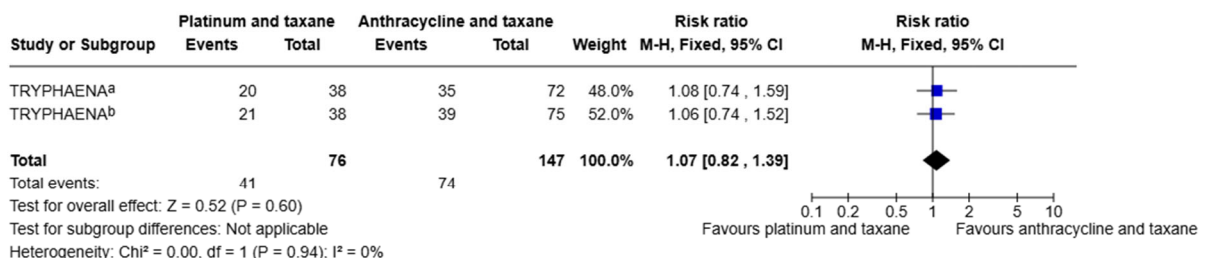 Platinum and taxane Anthracycline and taxane Risk ratio Risk ratio
Study or Subgroup Events Total Events Total Weight M-H, Fixed, 95% CI M-H, Fixed, 95% CI
TRYPHAENAᵃ 20 38 35 72 48.0% 1.08 [0.74 , 1.59]
TRYPHAENAᵇ 21 38 39 75 52.0% 1.06 [0.74 , 1.52]
Total 76 147 100.0% 1.07 [0.82 , 1.39]
Total events: 41 74
Test for overall effect: Z = 0.52 (P = 0.60) 0.1 0.2 0.5 1 2 5 10
Test for subgroup differences: Not applicable Favours platinum and taxane Favours anthracycline and taxane
Heterogeneity: Chi² = 0.00, df = 1 (P = 0.94); I² = 0%